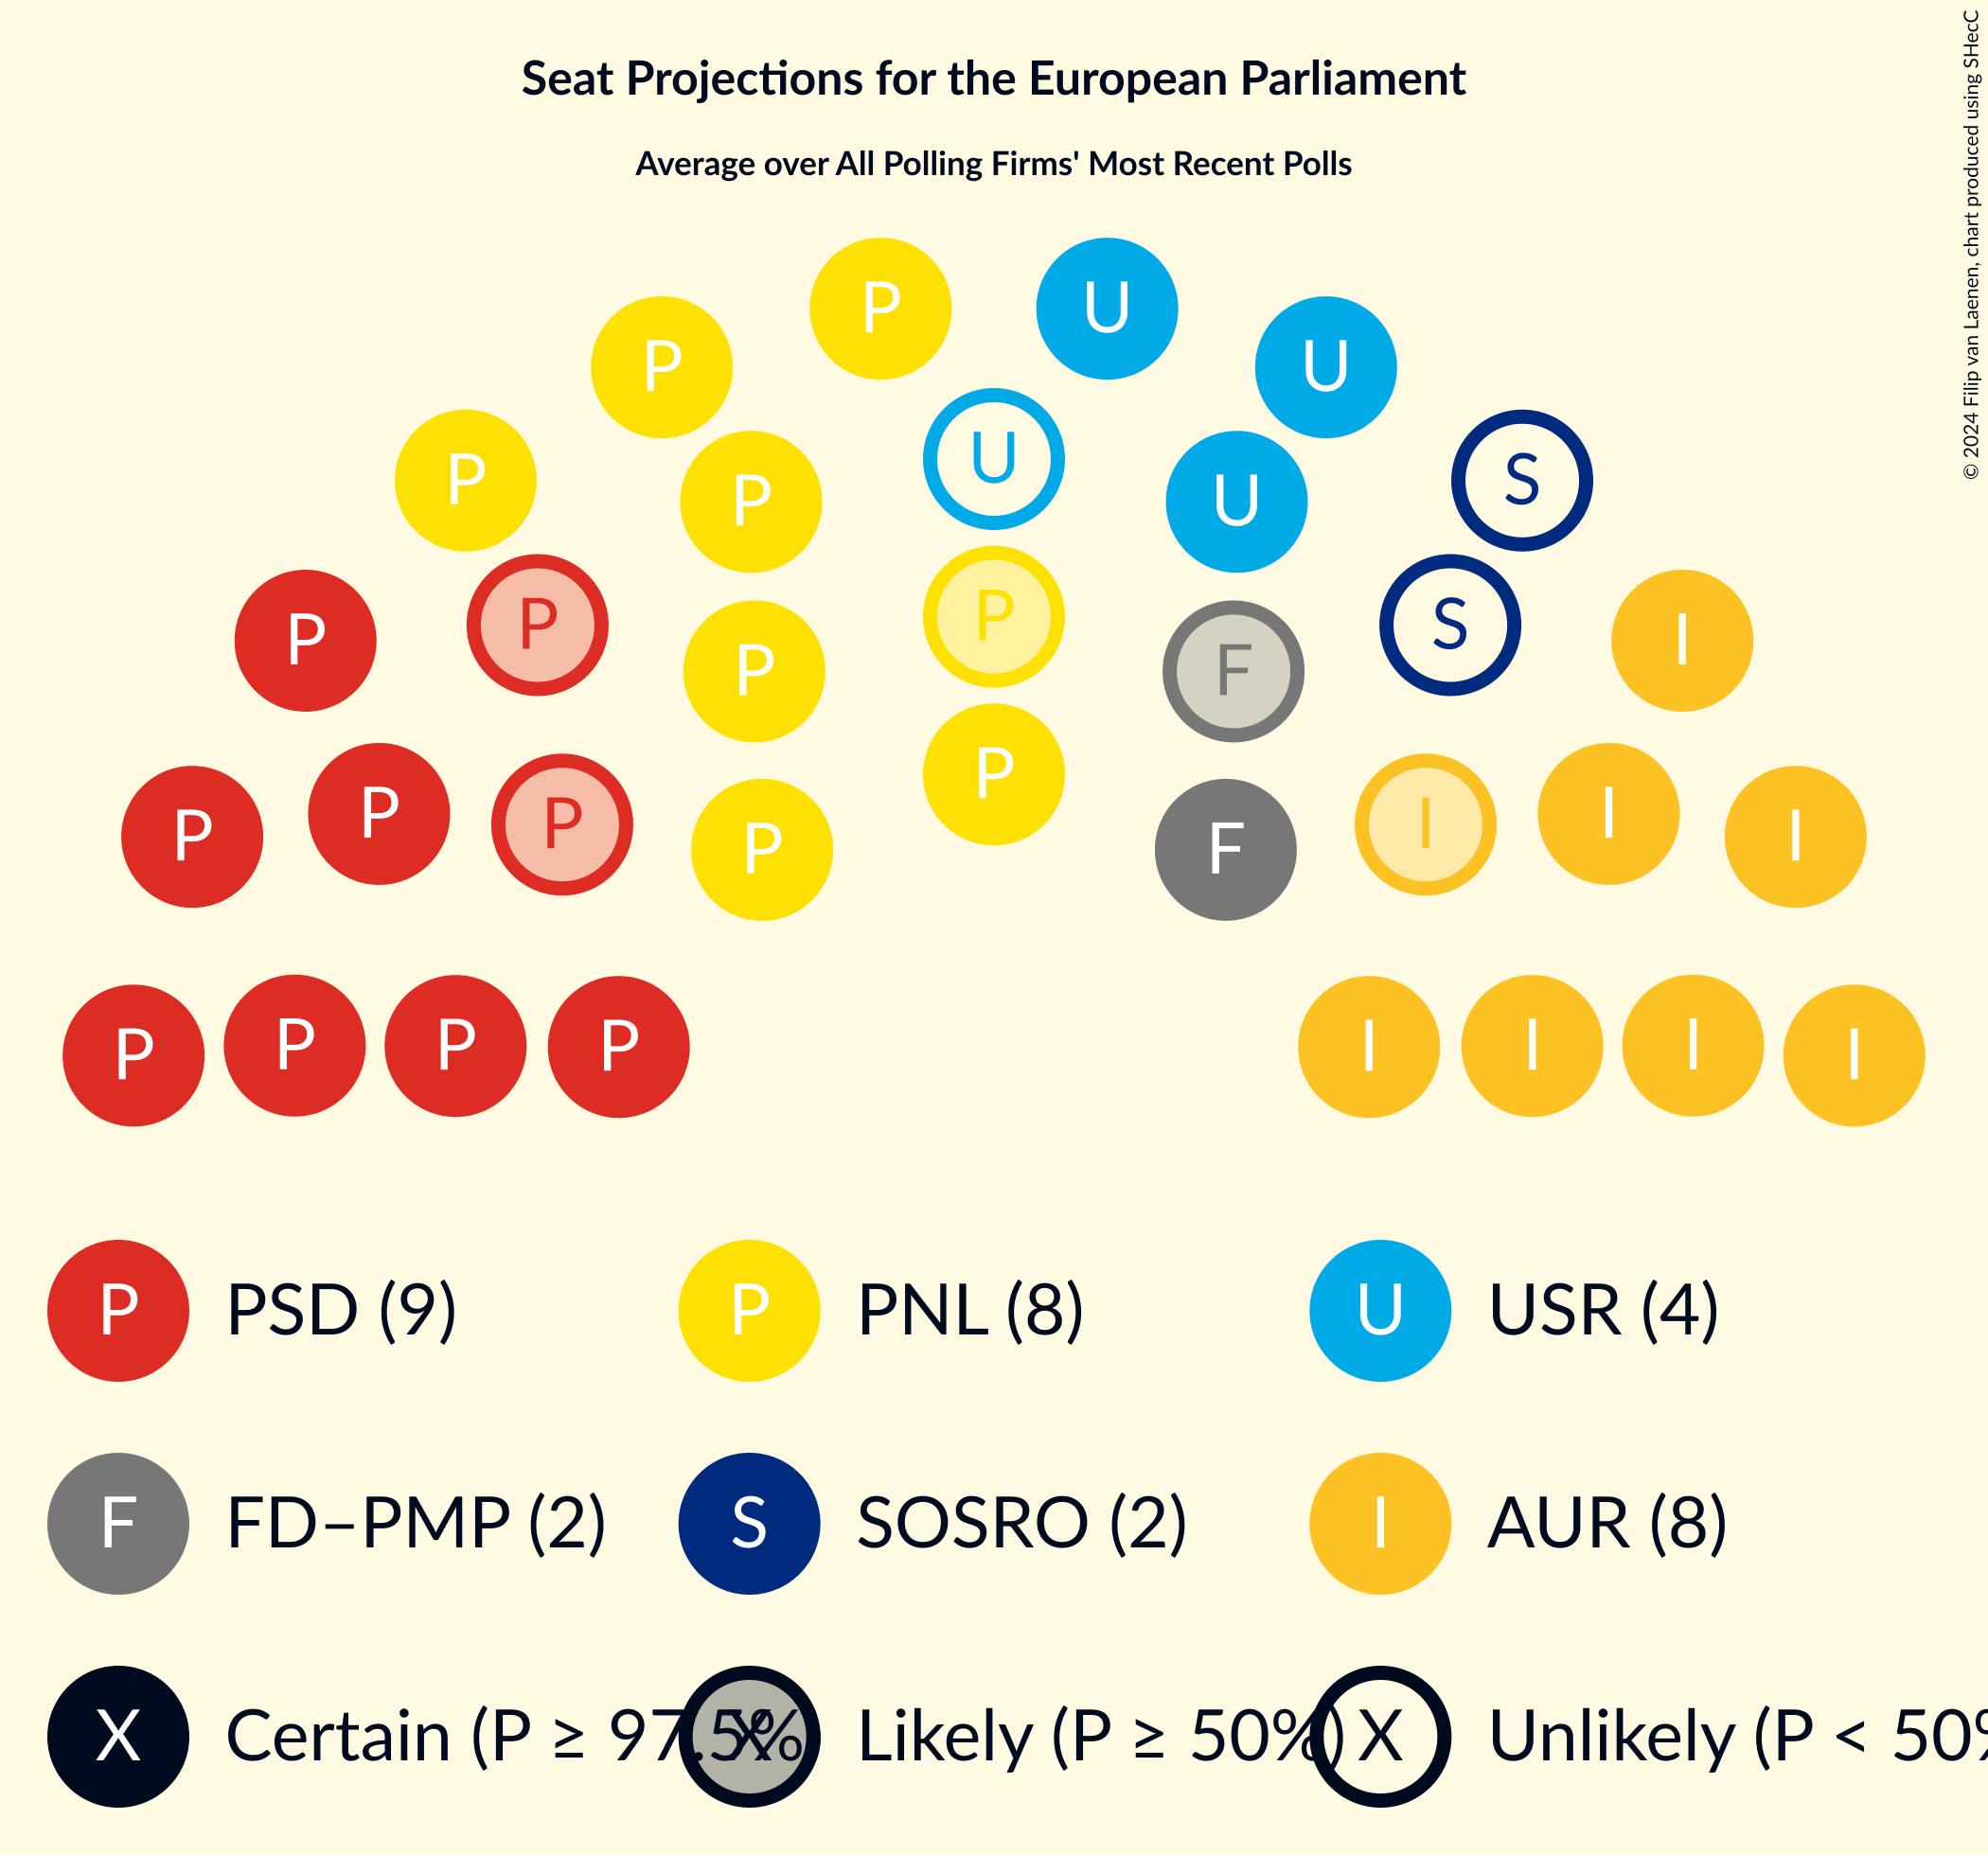 Seat Projections for the European Parliament
Average over All Polling Firms' Most Recent Polls
© 2024 Filip van Laenen, chart produced using SHecC
P U
P U
U
P S
P U
P
P S
P I
P F
P
P I
P I
P I
P F
P P P P I I I I
P PSD (9) P PNL (8) U USR (4)
F FD–PMP (2) S SOSRO (2) I AUR (8)
X Certain (P ≥ 97.5% X Likely (P ≥ 50%) X Unlikely (P < 50%